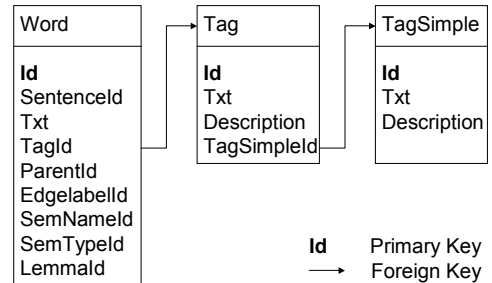 Word
Id
SentenceId
Txt
TagId
ParentId
EdgelabelId
SemNameId
SemTypeId
LemmaId
Tag
Id
Txt
Description
TagSimpleId
TagSimple
Id
Txt
Description
Id Primary Key
Foreign Key